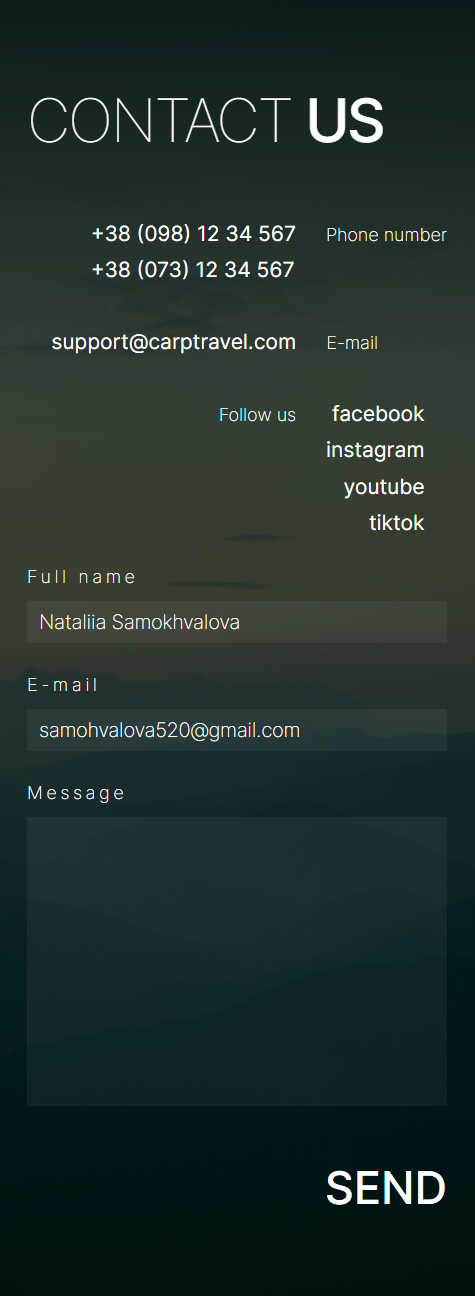 CONTACT US
+38 (098) 12 34 567 Phone number
+38 (073) 12 34 567
support@carptravel.com E-mail
Follow us facebook
instagram
youtube
tiktok
Full name
Nataliia Samokhvalova
E-mail
samohvalova520@gmail.com
Message
SEND